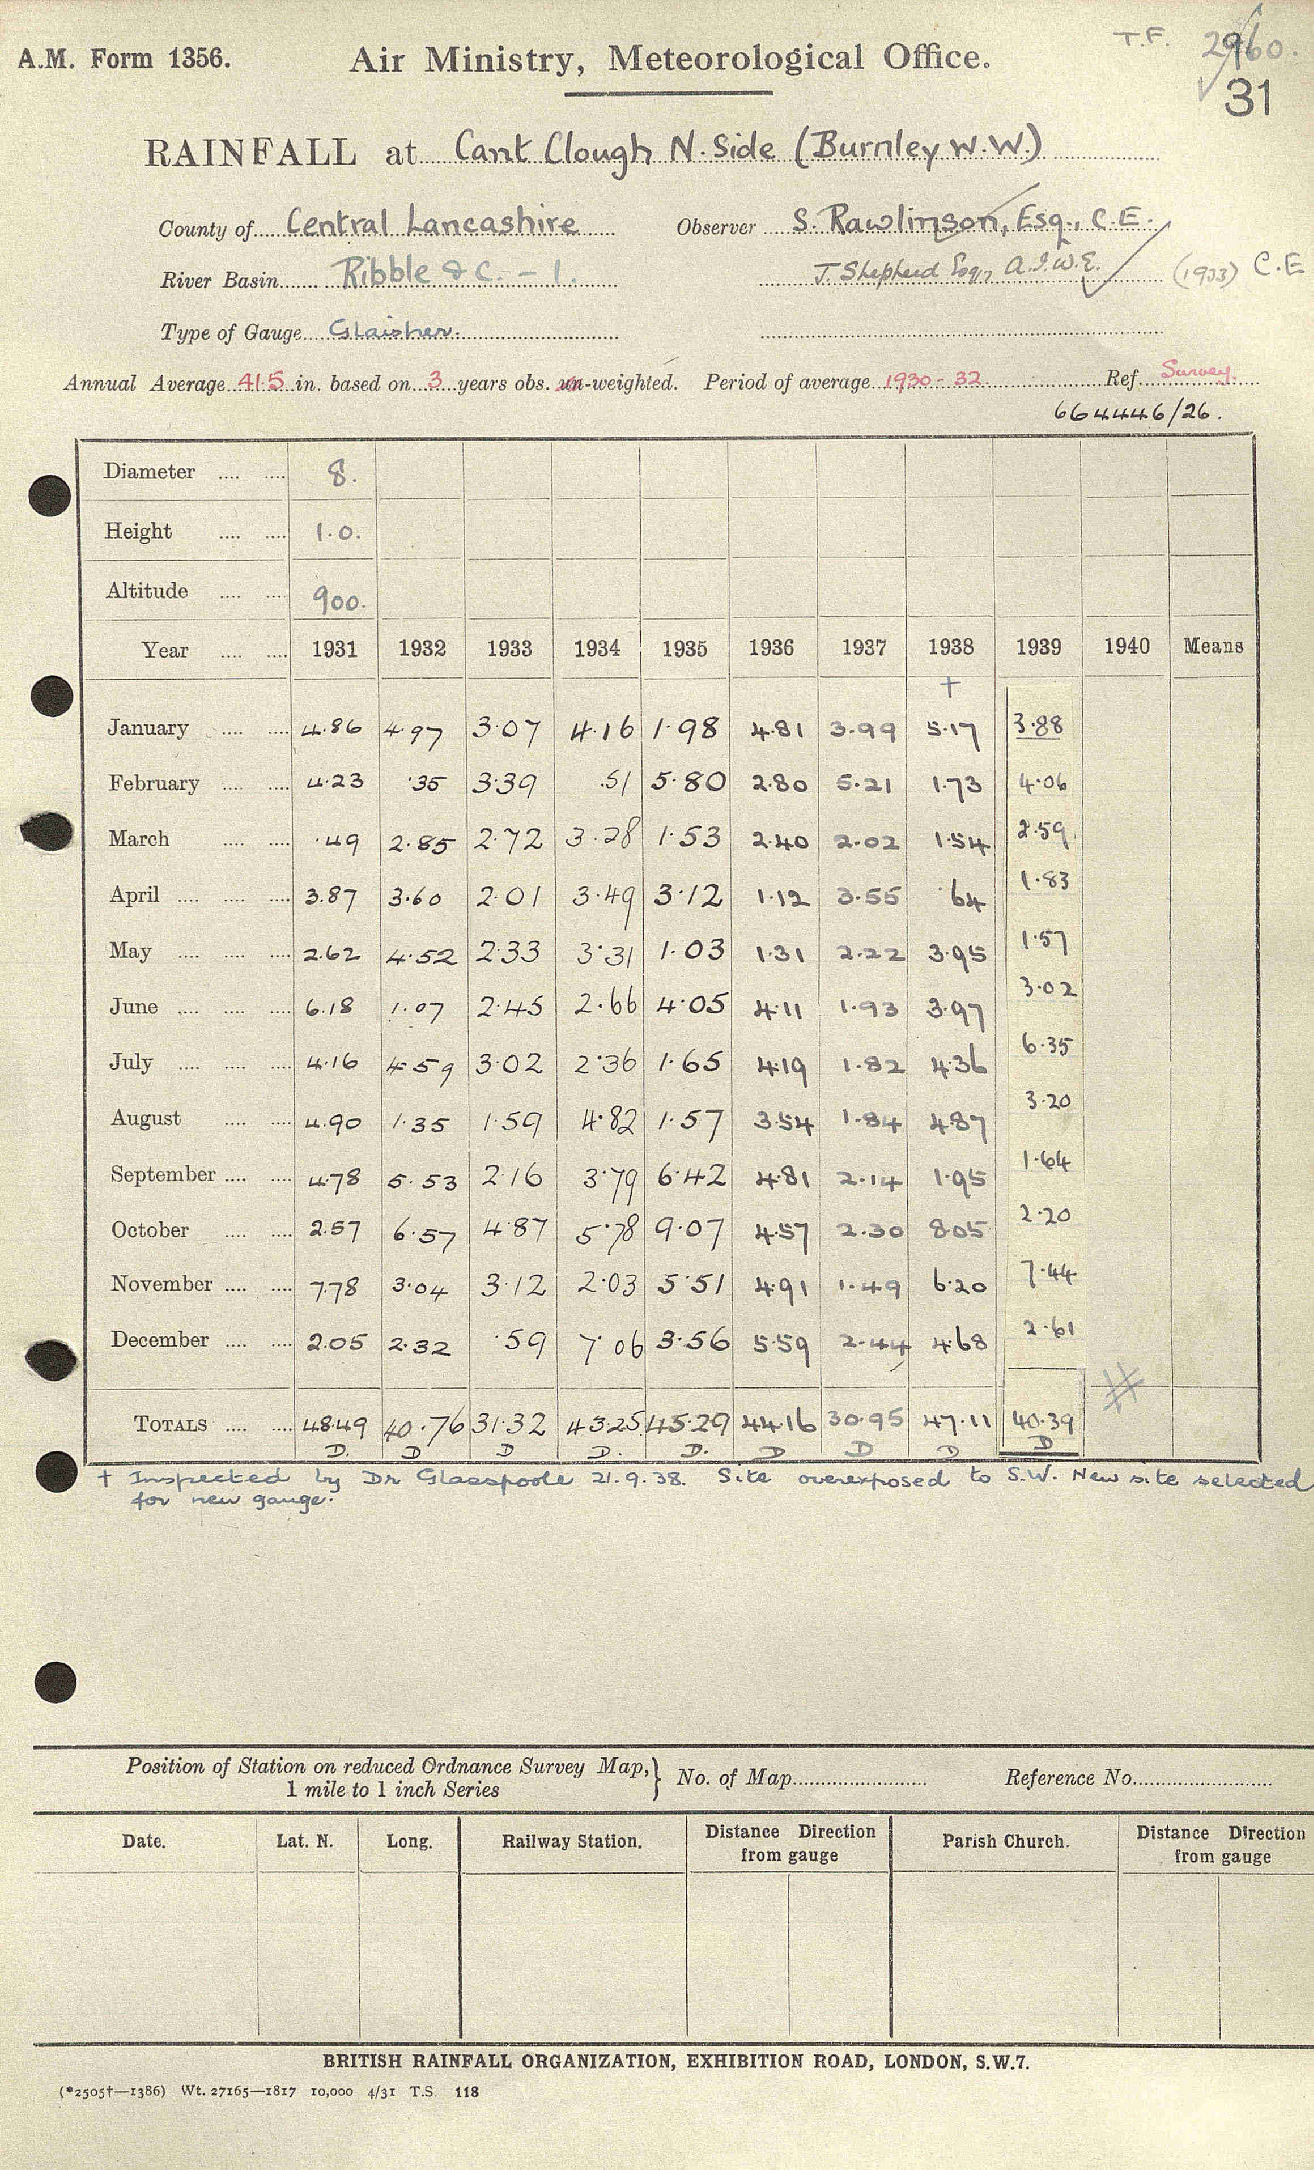 A.M. Form 1356. Air Ministry, Meteorological Office. T.F. 2960.
31
RAINFALL at Cant Clough N. Side (Burnley W.W.)
County of Central Lancashire Observer S. Rawlinson, Esq., C.E.
River Basin Ribble &c. - 1. J. Shepherd Esq., A.I.W.E. (1933) C.E
Type of Gauge Glaisher.
Annual Average 41.5 in. based on 3 years obs. un-weighted. Period of average 1930-32 Ref. Survey.
664446/26.
Diameter 8.
Height 1.0.
Altitude 900.
Year 1931 1932 1933 1934 1935 1936 1937 1938 1939 1940 Means
†
January 4.86 4.97 3.07 4.16 1.98 4.81 3.99 5.17 3.88
February 4.23 .35 3.39 .51 5.80 2.80 5.21 1.73 4.06
March .49 2.85 2.72 3.28 1.53 2.40 2.02 1.54 2.59
April 3.87 3.60 2.01 3.49 3.12 1.12 3.55 .64 1.83
May 2.62 4.52 2.33 3.31 1.03 1.31 2.22 3.95 1.57
June 6.18 1.07 2.45 2.66 4.05 4.11 1.93 3.97 3.02
July 4.16 4.59 3.02 2.36 1.65 4.19 1.82 4.36 6.35
August 4.90 1.35 1.59 4.82 1.57 3.54 1.84 4.87 3.20
September 4.78 5.53 2.16 3.79 6.42 4.81 2.14 1.95 1.64
October 2.57 6.57 4.87 5.78 9.07 4.57 2.30 8.05 2.20
November 7.78 3.04 3.12 2.03 5.51 4.91 1.49 6.20 7.44
December 2.05 2.32 .59 7.06 3.56 5.59 2.44 4.68 2.61
TOTALS 48.49 40.76 31.32 43.25 45.29 44.16 30.95 47.11 40.39
D. D D D. D. D D D D
† Inspected by Dr Glasspoole 21.9.38. Site overexposed to S.W. New site selected
for new gauge.
Position of Station on reduced Ordnance Survey Map,
1 mile to 1 inch Series } No. of Map Reference No.
Date. Lat. N. Long. Railway Station. Distance Direction from gauge Parish Church. Distance Direction from gauge
BRITISH RAINFALL ORGANIZATION, EXHIBITION ROAD, LONDON, S.W.7.
(*2505†—1386) Wt. 27165—1817 10,000 4/31 T.S. 118